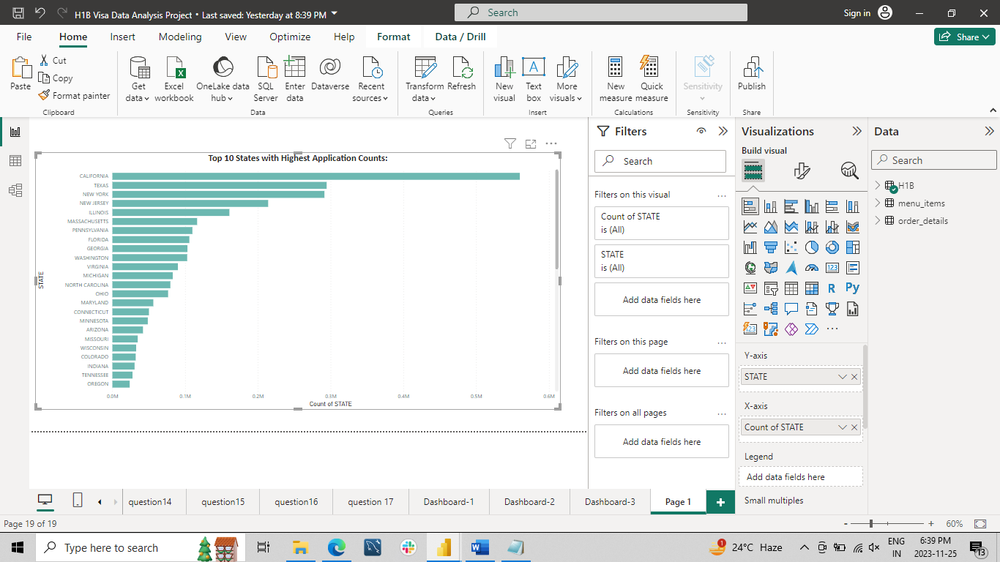 H1B Visa Data Analysis Project • Last saved: Yesterday at 8:39 PM
Search
Sign in
File Home Insert Modeling View Optimize Help Format Data / Drill
Share
Paste
Cut
Copy
Format painter
Clipboard
Get data
Excel workbook
OneLake data hub
SQL Server
Enter data
Dataverse
Recent sources
Data
Transform data
Refresh
Queries
New visual
Text box
More visuals
Insert
New measure
Quick measure
Calculations
Sensitivity
Sensitivity
Publish
Share
Top 10 States with Highest Application Counts:
STATE
CALIFORNIA
TEXAS
NEW YORK
NEW JERSEY
ILLINOIS
MASSACHUSETTS
PENNSYLVANIA
FLORIDA
GEORGIA
WASHINGTON
VIRGINIA
MICHIGAN
NORTH CAROLINA
OHIO
MARYLAND
CONNECTICUT
MINNESOTA
ARIZONA
MISSOURI
WISCONSIN
COLORADO
INDIANA
TENNESSEE
OREGON
0.0M 0.1M 0.2M 0.3M 0.4M 0.5M 0.6M
Count of STATE
Filters
Search
Filters on this visual
Count of STATE
is (All)
STATE
is (All)
Add data fields here
Filters on this page
Add data fields here
Filters on all pages
Add data fields here
Visualizations
Build visual
123
R
Py
123
Y-axis
STATE
X-axis
Count of STATE
Legend
Add data fields here
Small multiples
Data
Search
H1B
menu_items
order_details
question14 question15 question16 question 17 Dashboard-1 Dashboard-2 Dashboard-3 Page 1
Page 19 of 19
- + 60%
Type here to search
1
24°C Haze
ENG
IN
6:39 PM
2023-11-25
13